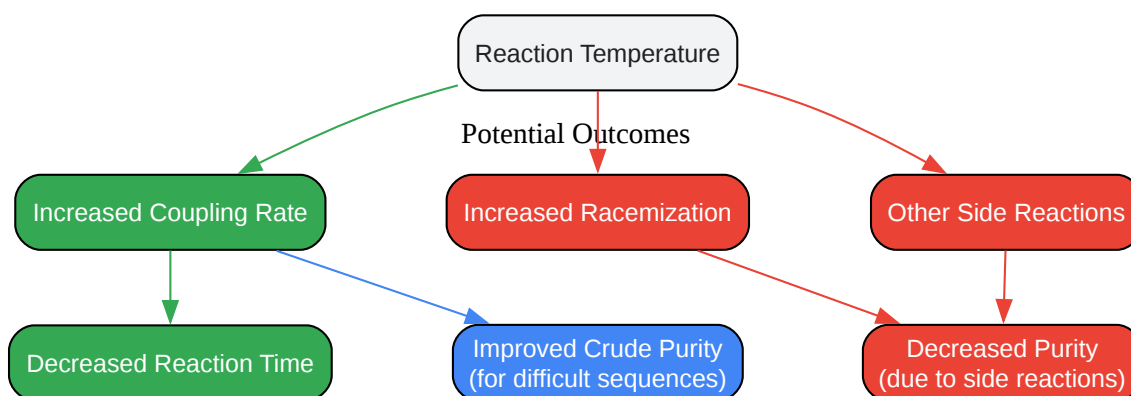 Reaction Temperature
Potential Outcomes
Increased Coupling Rate
Increased Racemization
Other Side Reactions
Decreased Reaction Time
Improved Crude Purity
(for difficult sequences)
Decreased Purity
(due to side reactions)